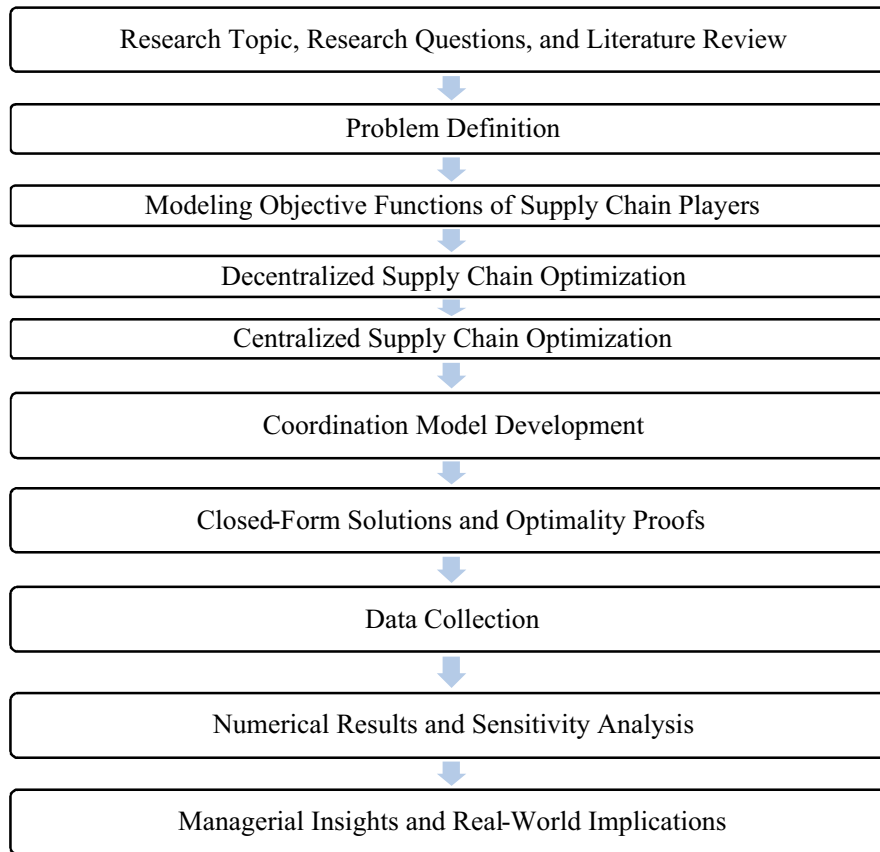 Research Topic, Research Questions, and Literature Review
Problem Definition
Modeling Objective Functions of Supply Chain Players
Decentralized Supply Chain Optimization
Centralized Supply Chain Optimization
Coordination Model Development
Closed-Form Solutions and Optimality Proofs
Data Collection
Numerical Results and Sensitivity Analysis
Managerial Insights and Real-World Implications